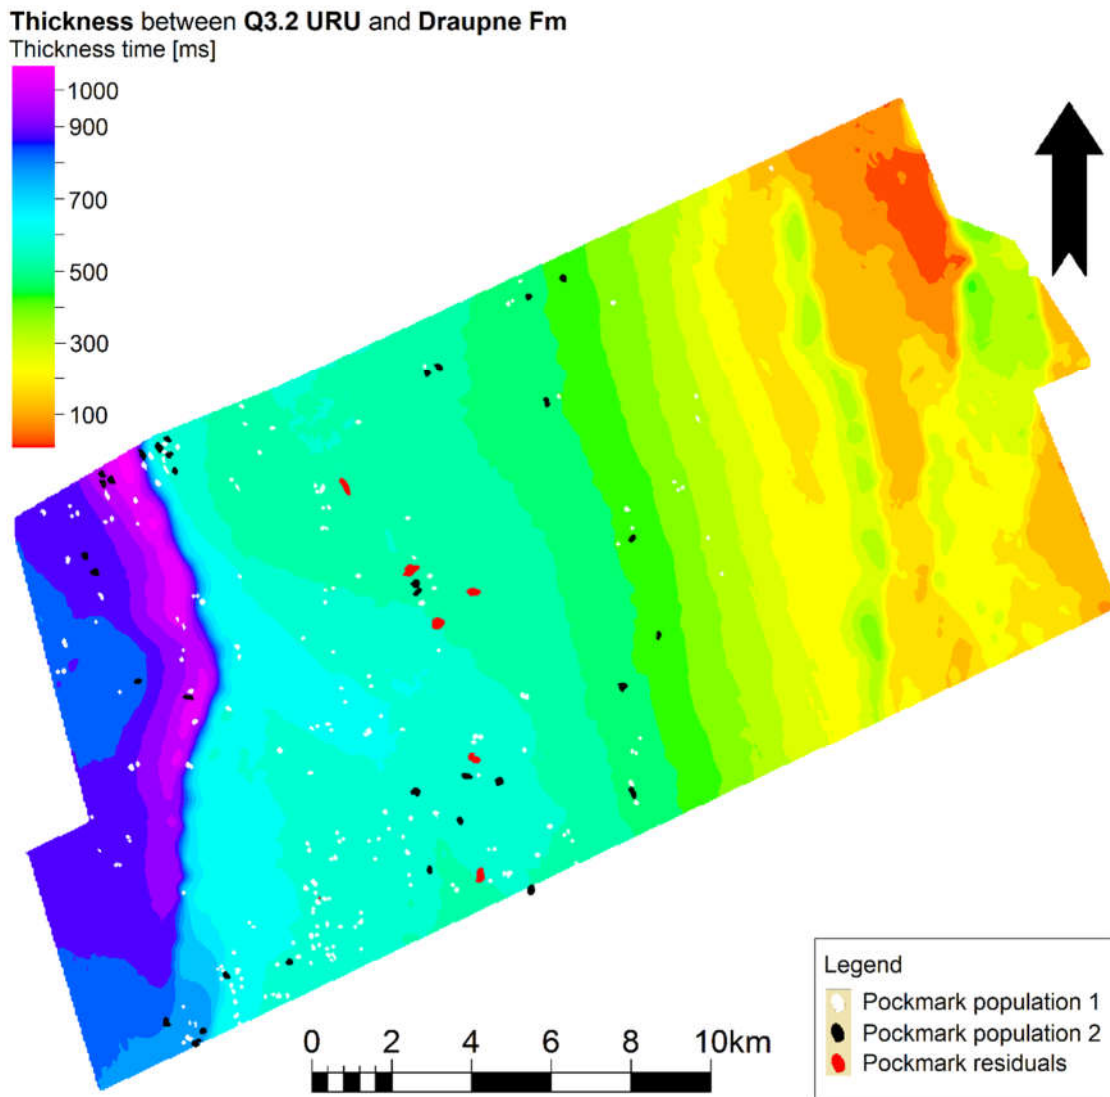 Thickness between Q3.2 URU and Draupne Fm
Thickness time [ms]
1000
900
700
500
300
100
0 2 4 6 8 10km
Legend
Pockmark population 1
Pockmark population 2
Pockmark residuals